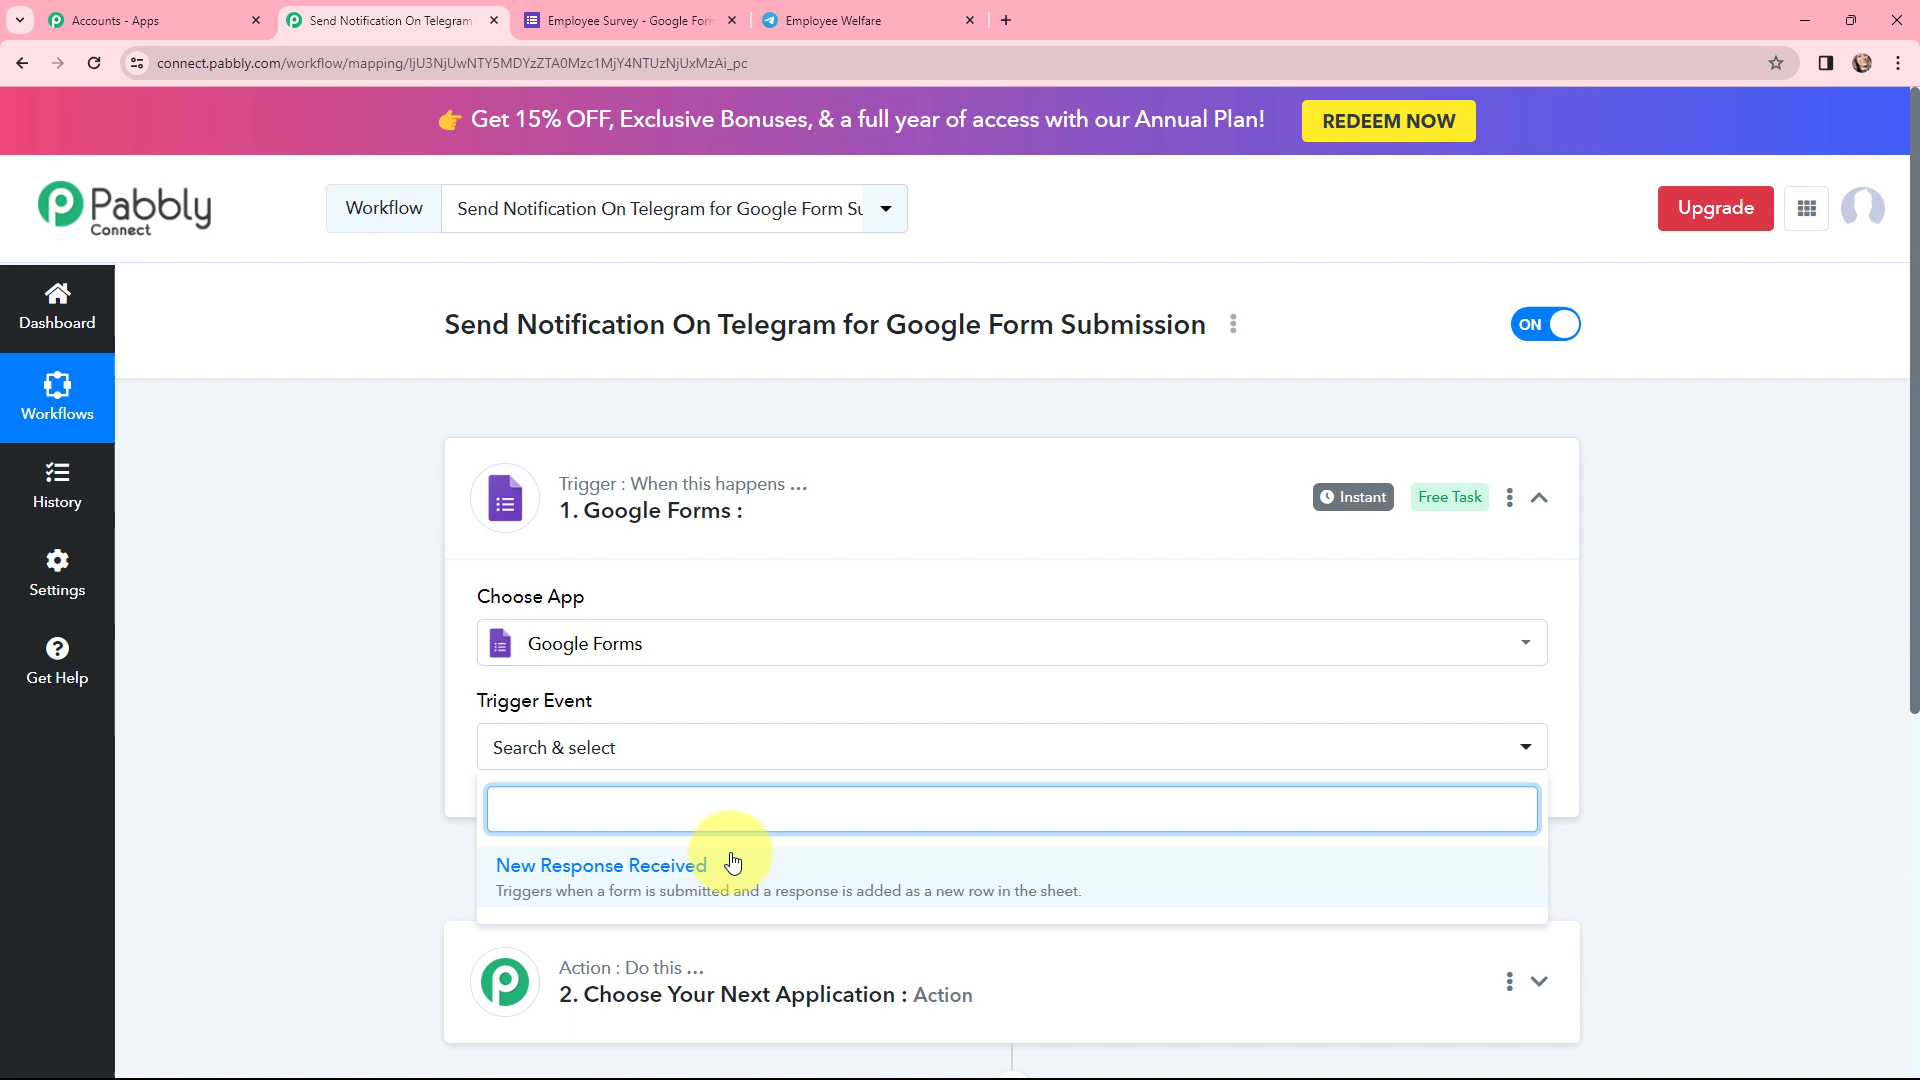 Accounts - Apps
Send Notification On Telegram
Employee Survey - Google Forn
Employee Welfare
connect.pabbly.com/workflow/mapping/IjU3NjUwNTY5MDYzZTA0Mzc1MjY4NTUzNjUxMzAi_pc
👉 Get 15% OFF, Exclusive Bonuses, & a full year of access with our Annual Plan!
REDEEM NOW
Pabbly
Connect
Workflow
Send Notification On Telegram for Google Form Su
Upgrade
Dashboard
Workflows
History
Settings
Get Help
Send Notification On Telegram for Google Form Submission
ON
Trigger : When this happens ...
1. Google Forms :
Instant
Free Task
Choose App
Google Forms
Trigger Event
Search & select
New Response Received
Triggers when a form is submitted and a response is added as a new row in the sheet.
Action : Do this ...
2. Choose Your Next Application : Action